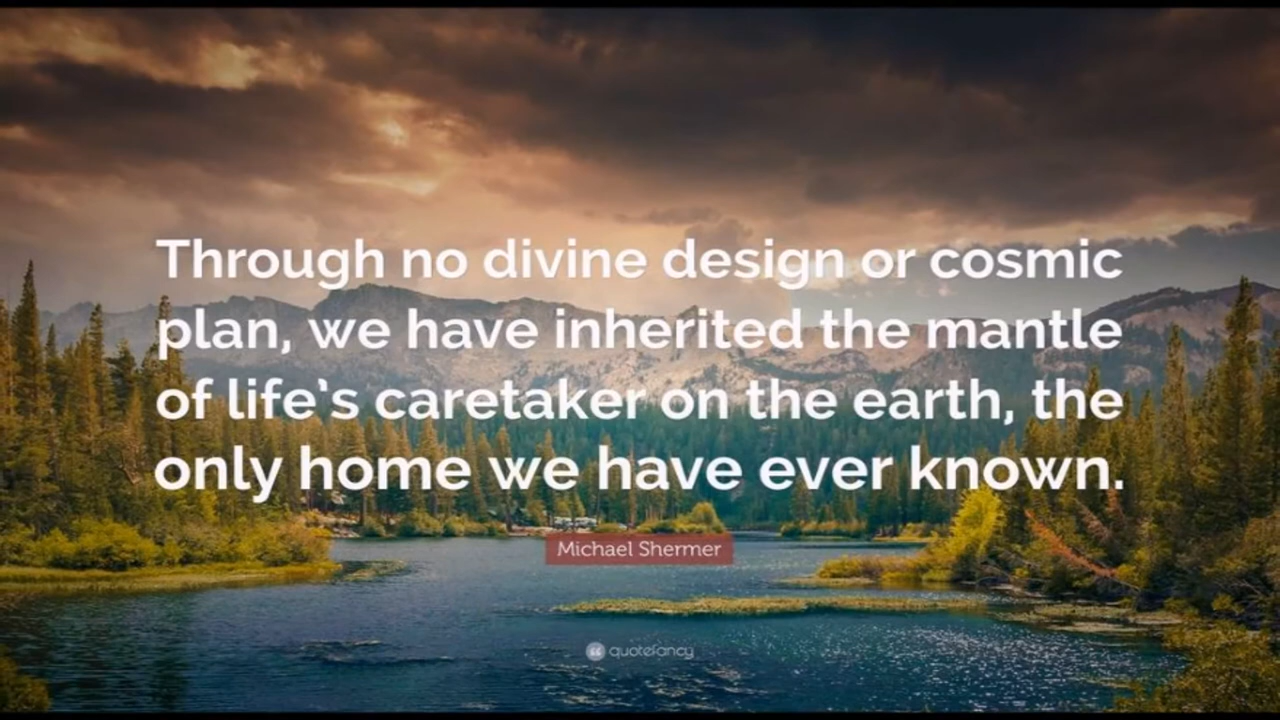 Through no divine design or cosmic
plan, we have inherited the mantle
of life's caretaker on the earth, the
only home we have ever known.
Michael Shermer
quotefancy